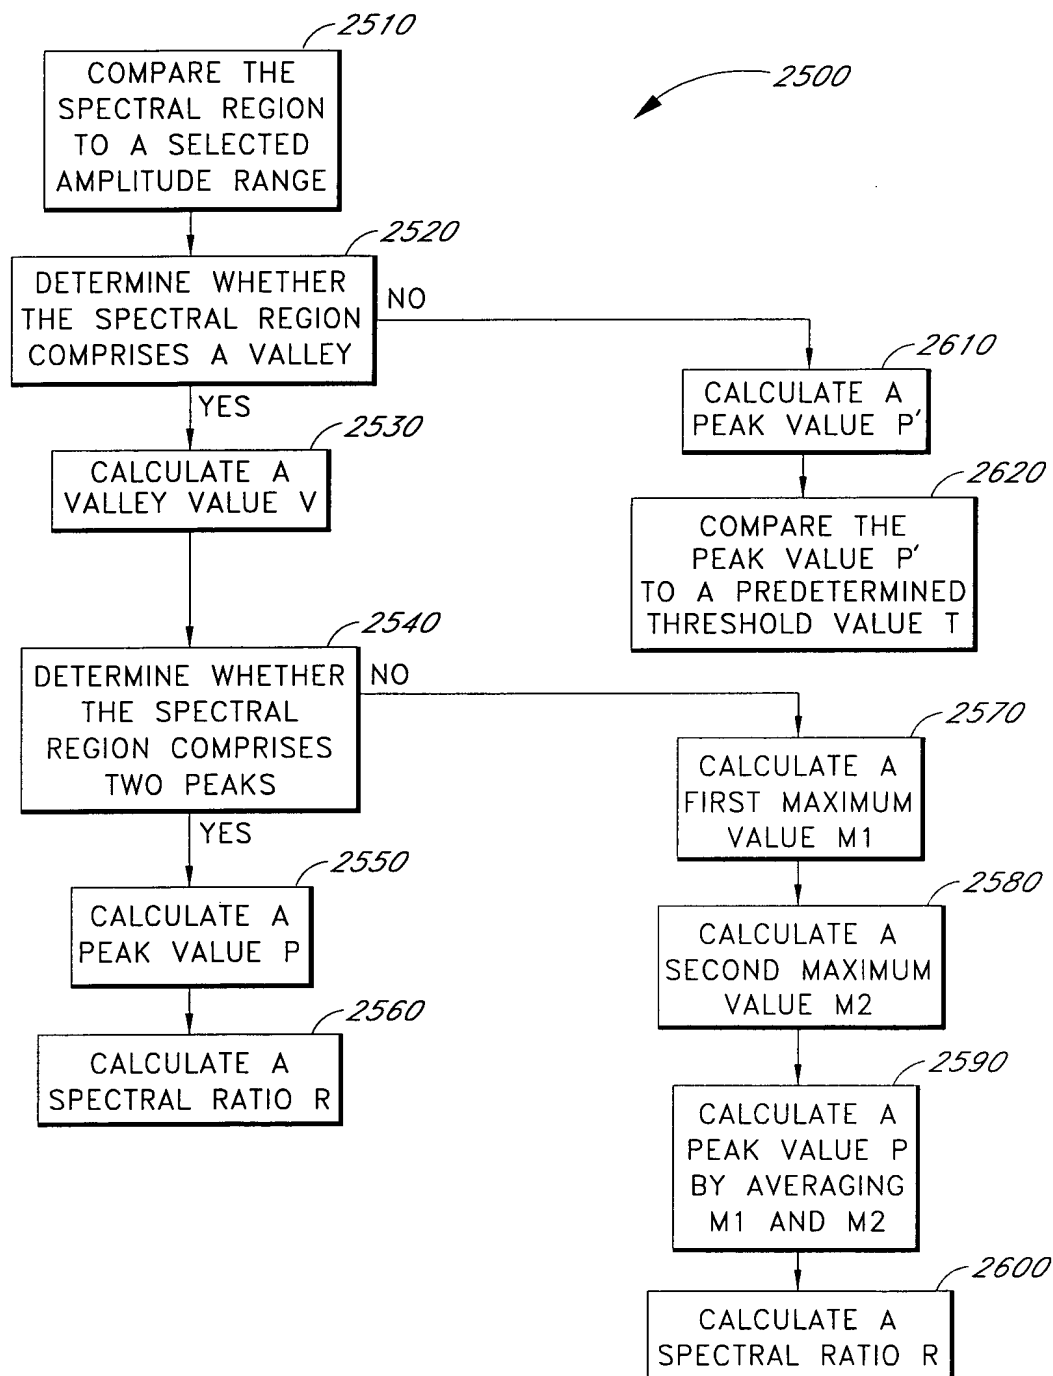 2510
COMPARE THE
SPECTRAL REGION
TO A SELECTED
AMPLITUDE RANGE
2500
2520
DETERMINE WHETHER
THE SPECTRAL REGION
COMPRISES A VALLEY
NO
YES
2610
CALCULATE A
PEAK VALUE P'
2530
CALCULATE A
VALLEY VALUE V
2620
COMPARE THE
PEAK VALUE P'
TO A PREDETERMINED
THRESHOLD VALUE T
2540
DETERMINE WHETHER
THE SPECTRAL
REGION COMPRISES
TWO PEAKS
NO
YES
2570
CALCULATE A
FIRST MAXIMUM
VALUE M1
2550
CALCULATE A
PEAK VALUE P
2580
CALCULATE A
SECOND MAXIMUM
VALUE M2
2560
CALCULATE A
SPECTRAL RATIO R
2590
CALCULATE A
PEAK VALUE P
BY AVERAGING
M1 AND M2
2600
CALCULATE A
SPECTRAL RATIO R